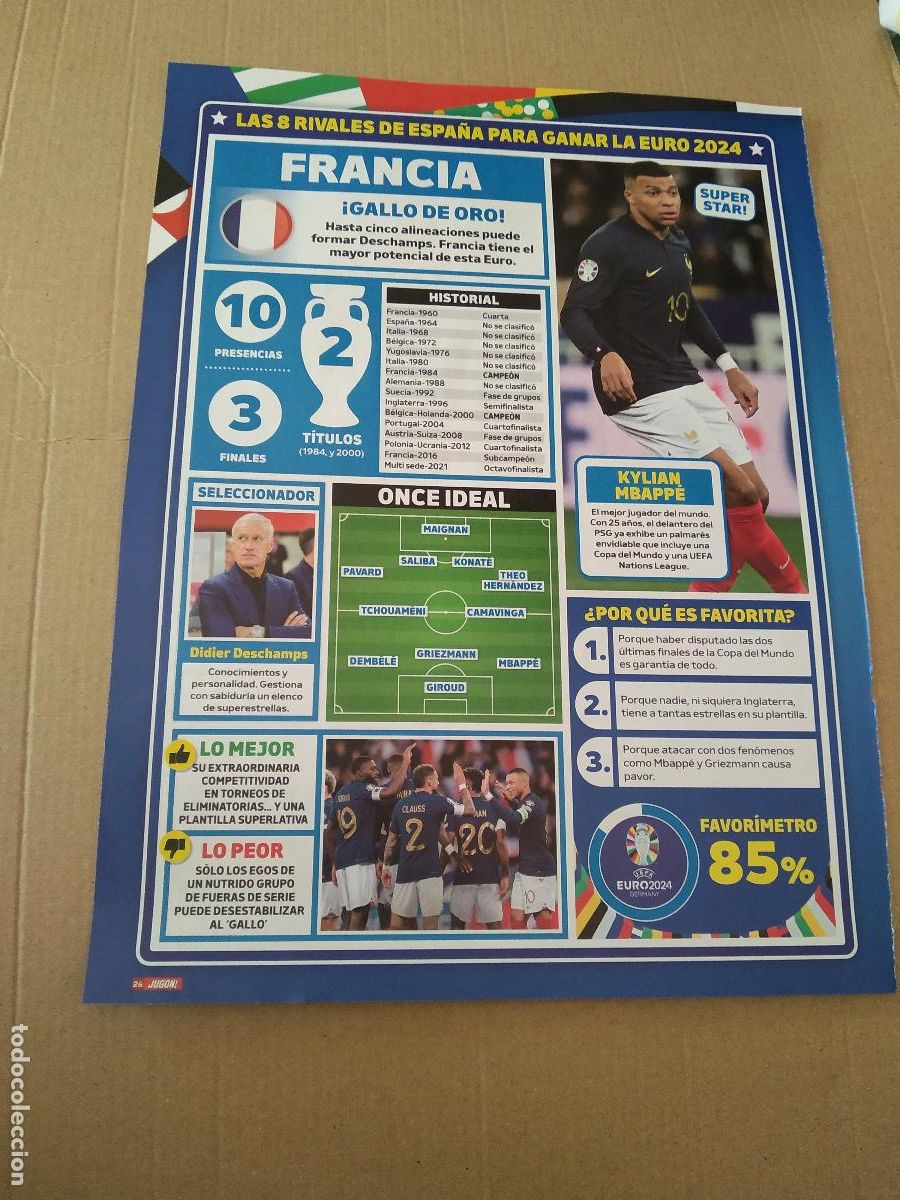 LAS 8 RIVALES DE ESPAÑA PARA GANAR LA EURO 2024
FRANCIA
¡GALLO DE ORO!
Hasta cinco alineaciones puede
formar Deschamps. Francia tiene el
mayor potencial de esta Euro.
SUPER
STAR!
10
PRESENCIAS
3
FINALES
2
TÍTULOS
(1984, y 2000)
HISTORIAL
Francia-1960 Cuarta
España-1964 No se clasificó
Italia-1968 No se clasificó
Bélgica-1972 No se clasificó
Yugoslavia-1976 No se clasificó
Italia-1980 No se clasificó
Francia-1984 CAMPEÓN
Alemania-1988 No se clasificó
Suecia-1992 Fase de grupos
Inglaterra-1996 Semifinalista
Bélgica-Holanda-2000 CAMPEÓN
Portugal-2004 Cuartofinalista
Austria-Suiza-2008 Fase de grupos
Polonia-Ucrania-2012 Cuartofinalista
Francia-2016 Subcampeón
Multi sede-2021 Octavofinalista
10
KYLIAN
MBAPPÉ
El mejor jugador del mundo.
Con 25 años, el delantero del
PSG ya exhibe un palmarés
envidiable que incluye una
Copa del Mundo y una UEFA
Nations League.
SELECCIONADOR
Didier Deschamps
Conocimientos y
personalidad. Gestiona
con sabiduría un elenco
de superestrellas.
ONCE IDEAL
MAIGNAN
SALIBA KONATÉ
PAVARD THEO
HERNÁNDEZ
TCHOUAMÉNI CAMAVINGA
GRIEZMANN
DEMBÉLÉ MBAPPÉ
GIROUD
¿POR QUÉ ES FAVORITA?
1. Porque haber disputado las dos
últimas finales de la Copa del Mundo
es garantía de todo.
2. Porque nadie, ni siquiera Inglaterra,
tiene a tantas estrellas en su plantilla.
3. Porque atacar con dos fenómenos
como Mbappé y Griezmann causa
pavor.
LO MEJOR
SU EXTRAORDINARIA
COMPETITIVIDAD
EN TORNEOS DE
ELIMINATORIAS... Y UNA
PLANTILLA SUPERLATIVA
LO PEOR
SÓLO LOS EGOS DE
UN NUTRIDO GRUPO
DE FUERAS DE SERIE
PUEDE DESESTABILIZAR
AL 'GALLO'
19
CLAUSS
2
20
10
UEFA
EURO2024
GERMANY
FAVORÍMETRO
85%
26 JUGON!
todocoleccion